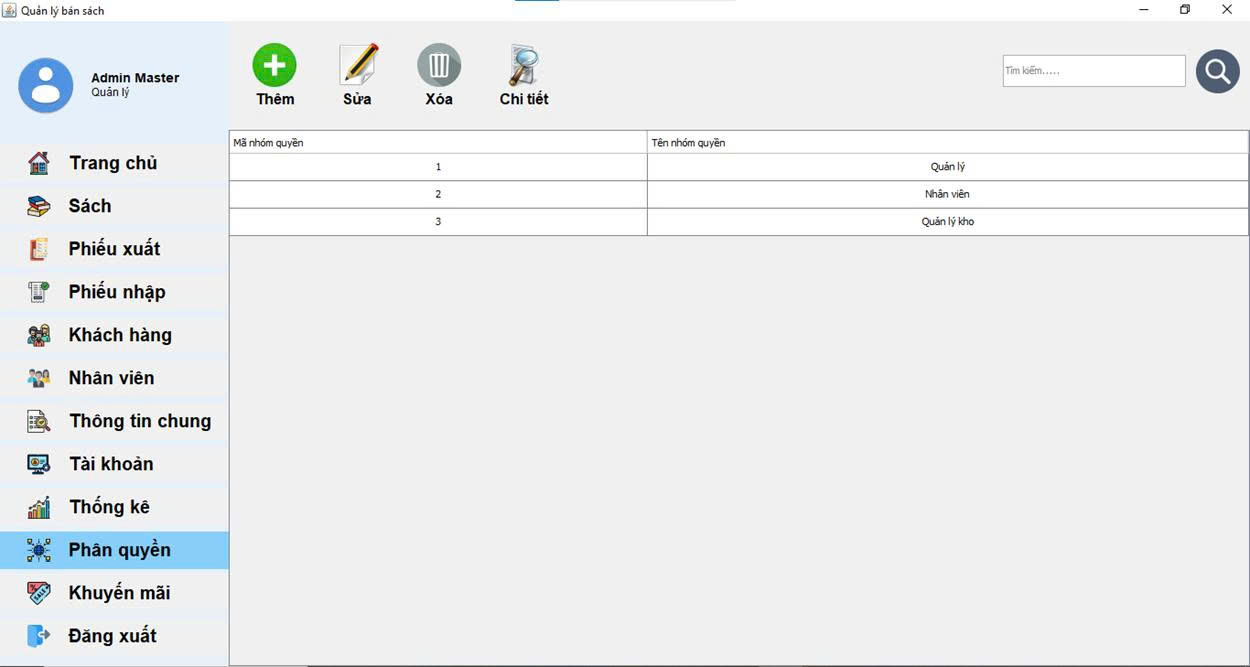 Quản lý bán sách
Admin Master
Quản lý
Thêm
Sửa
Xóa
Chi tiết
Tìm kiếm.....
Trang chủ
Sách
Phiếu xuất
Phiếu nhập
Khách hàng
Nhân viên
Thông tin chung
Tài khoản
Thống kê
Phân quyền
Khuyến mãi
Đăng xuất
Mã nhóm quyền Tên nhóm quyền
1 Quản lý
2 Nhân viên
3 Quản lý kho